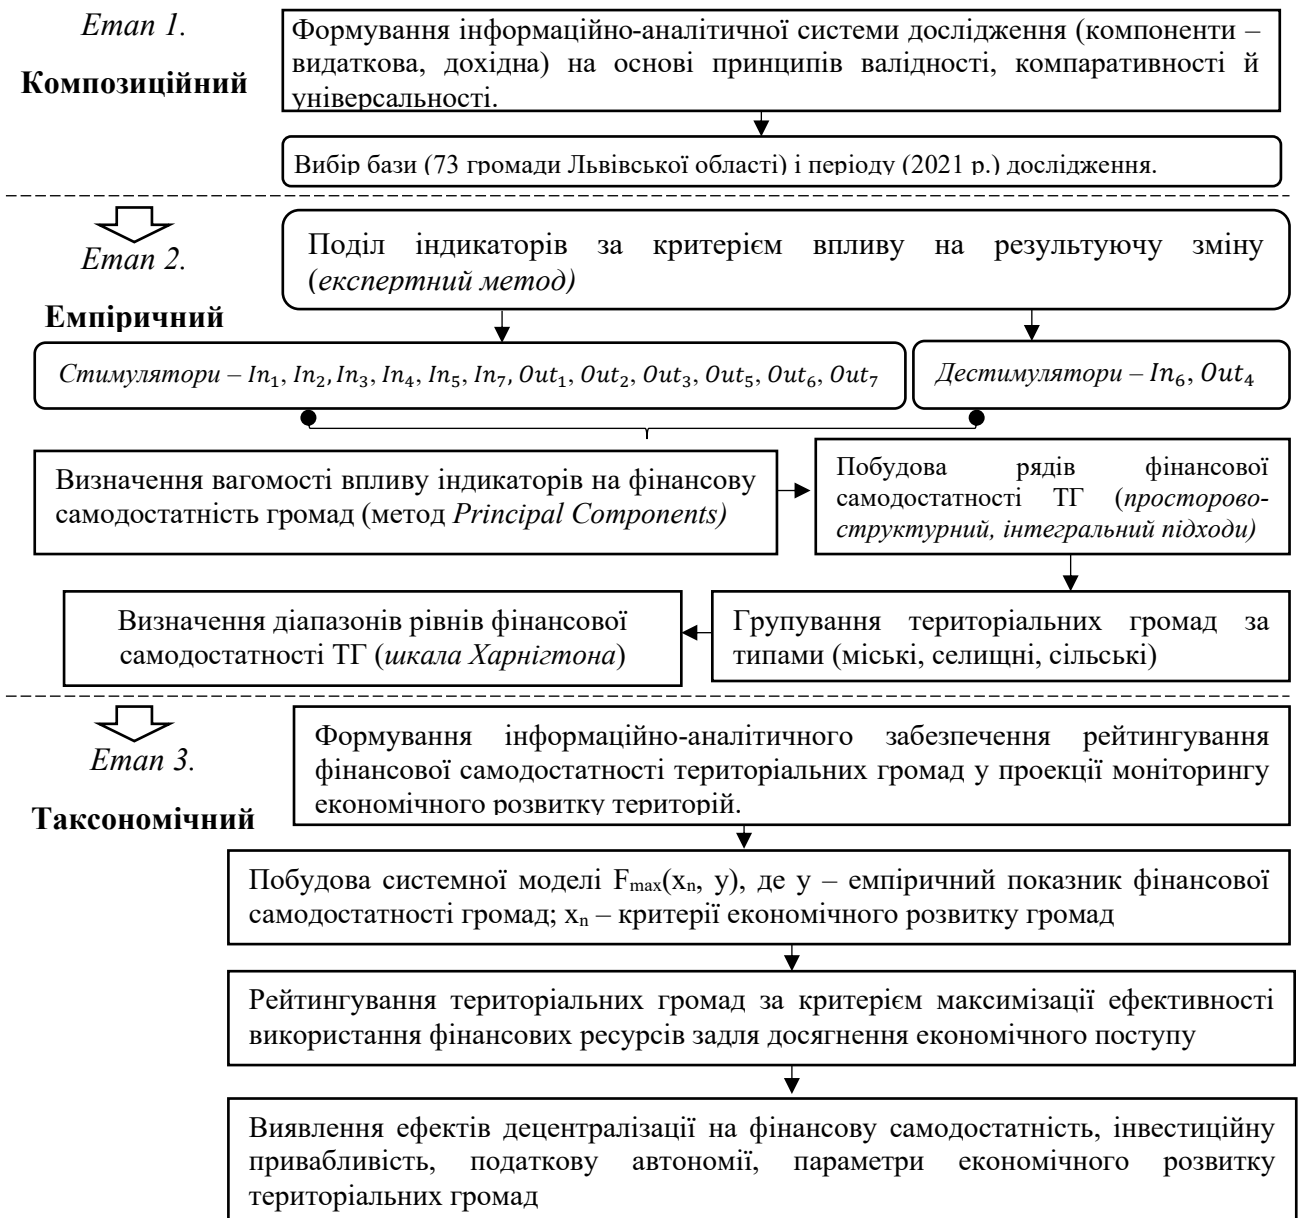 Етап 1.
Композиційний
Формування інформаційно-аналітичної системи дослідження (компоненти –
видаткова, дохідна) на основі принципів валідності, компаративності й
універсальності.
Вибір бази (73 громади Львівської області) і періоду (2021 р.) дослідження.
Етап 2.
Емпіричний
Поділ індикаторів за критерієм впливу на результуючу зміну
(експертний метод)
Стимулятори – In₁, In₂, In₃, In₄, In₅, In₇, Out₁, Out₂, Out₃, Out₅, Out₆, Out₇
Дестимулятори – In₆, Out₄
Визначення вагомості впливу індикаторів на фінансову
самодостатність громад (метод Principal Components)
Побудова рядів фінансової
самодостатності ТГ (просторово-
структурний, інтегральний підходи)
Групування територіальних громад за
типами (міські, селищні, сільські)
Визначення діапазонів рівнів фінансової
самодостатності ТГ (шкала Харнігтона)
Етап 3.
Таксономічний
Формування інформаційно-аналітичного забезпечення рейтингування
фінансової самодостатності територіальних громад у проекції моніторингу
економічного розвитку територій.
Побудова системної моделі Fmax(xn, y), де y – емпіричний показник фінансової
самодостатності громад; xn – критерії економічного розвитку громад
Рейтингування територіальних громад за критерієм максимізації ефективності
використання фінансових ресурсів задля досягнення економічного поступу
Виявлення ефектів децентралізації на фінансову самодостатність, інвестиційну
привабливість, податкову автономії, параметри економічного розвитку
територіальних громад